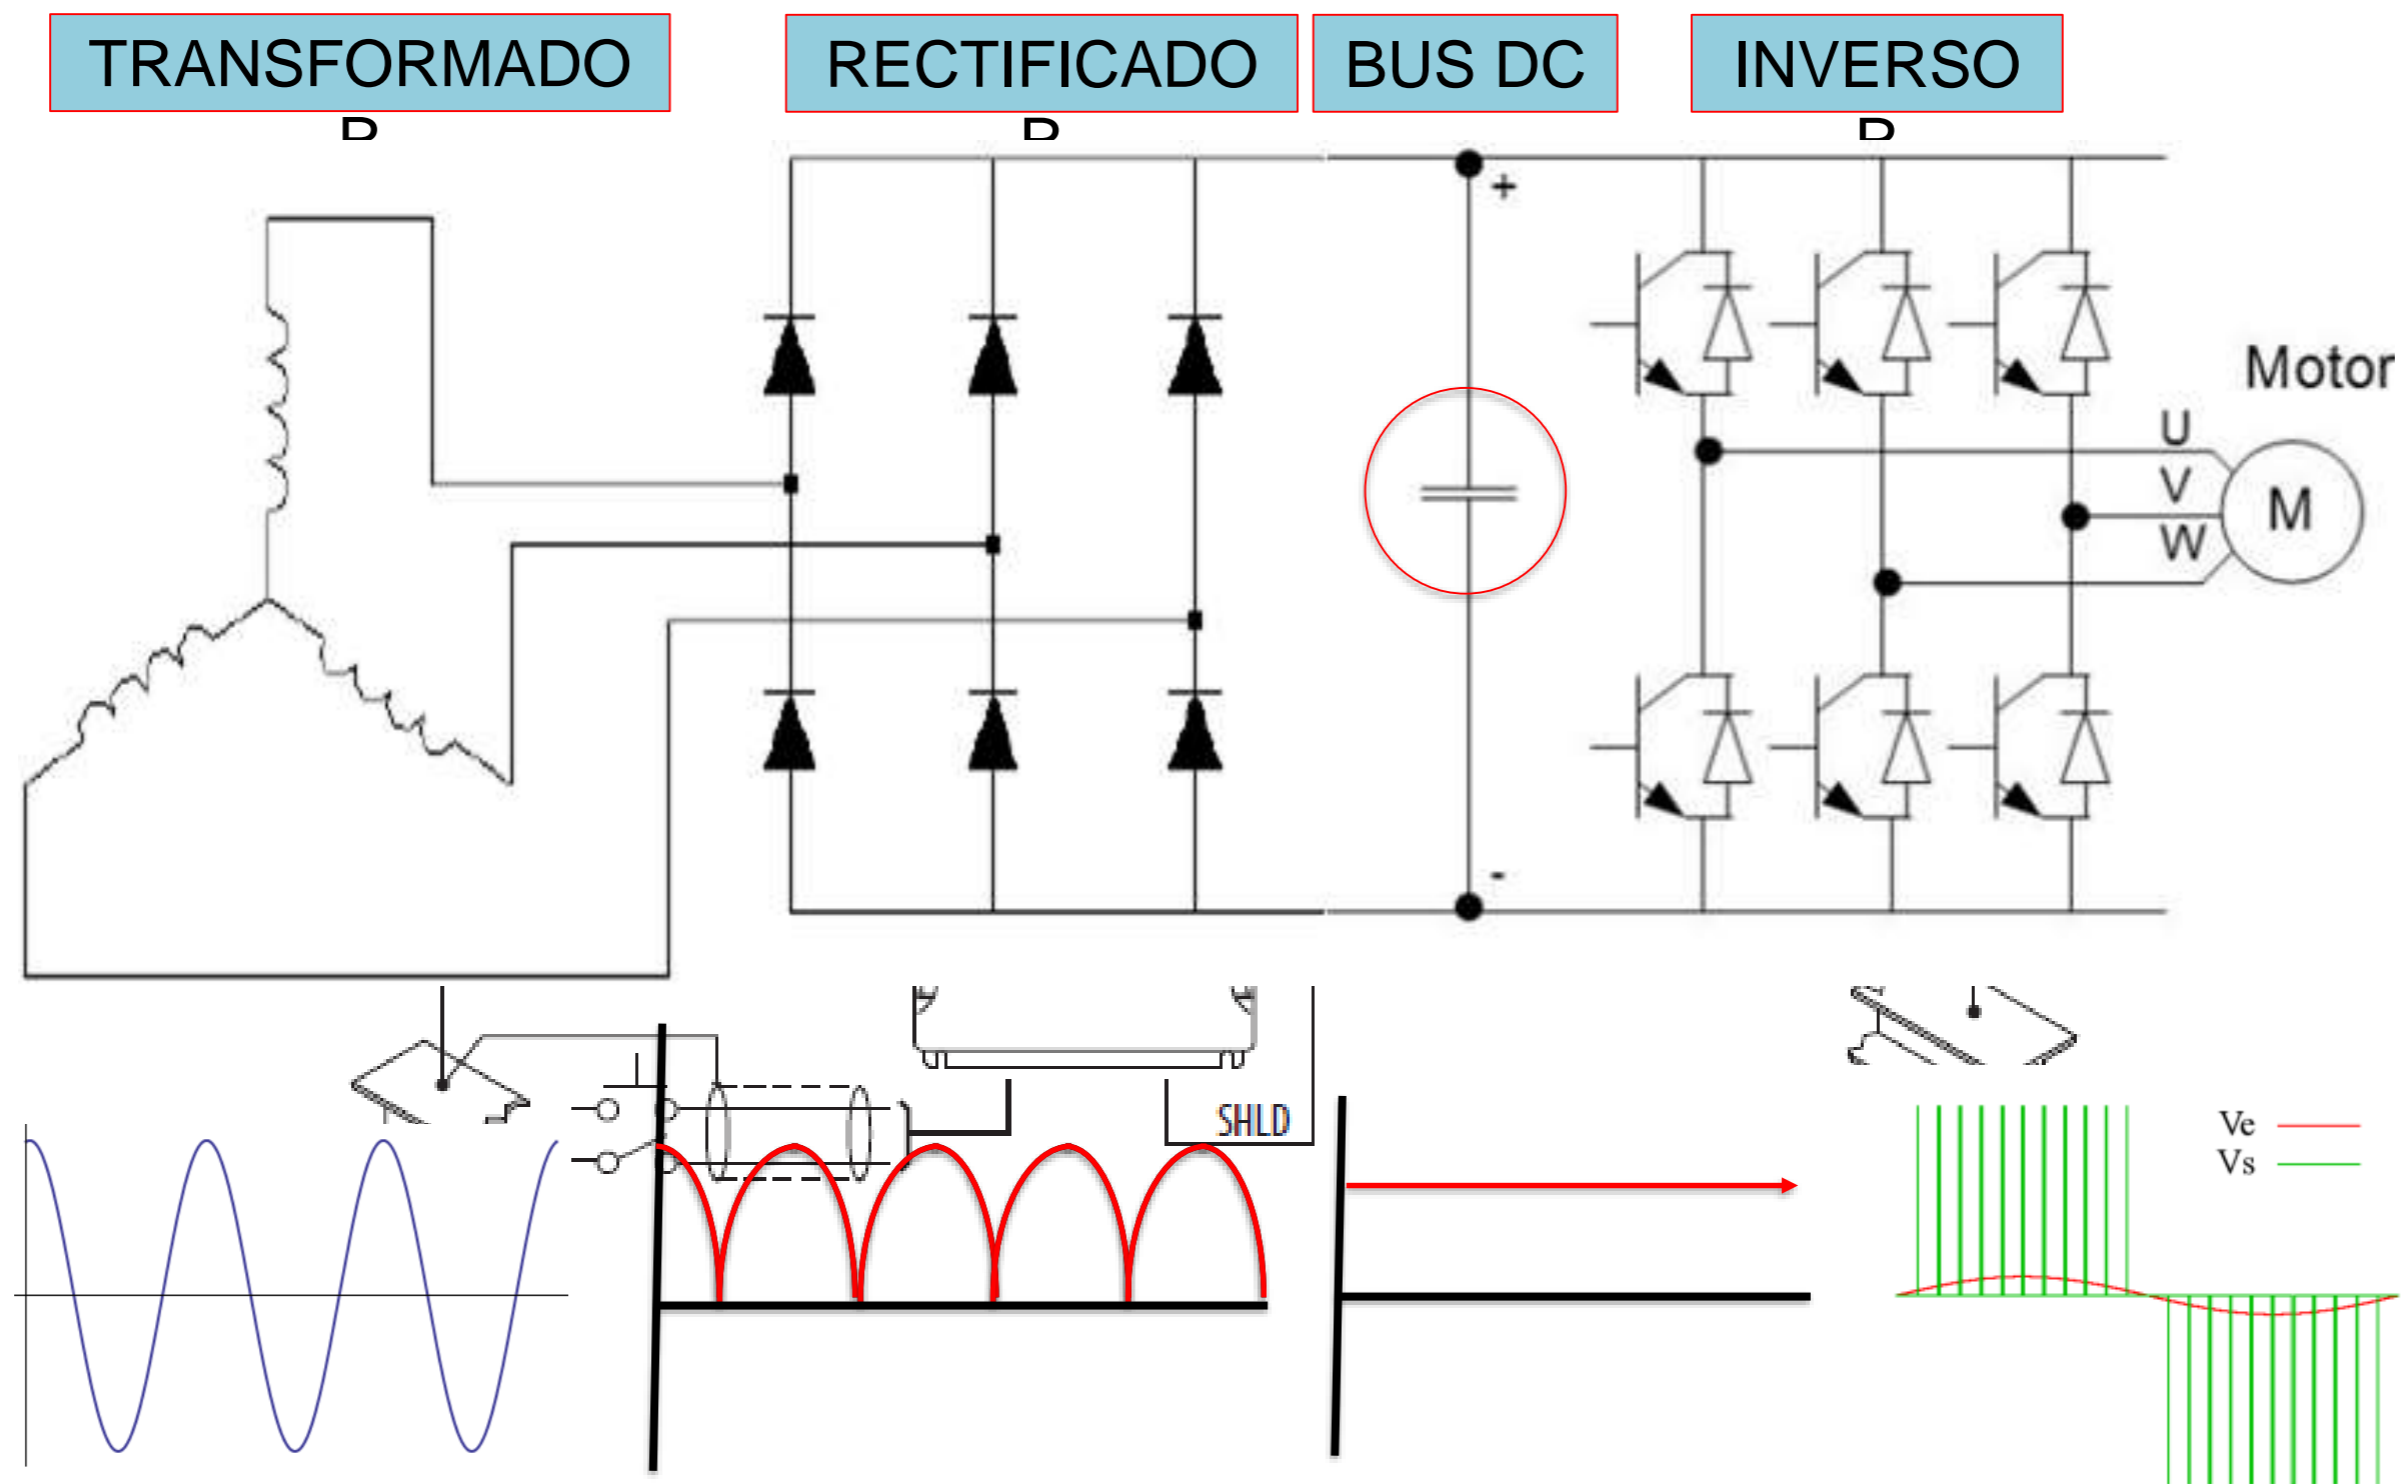 TRANSFORMADO
R
RECTIFICADO
R
BUS DC
INVERSO
R
+
-
Motor
U
V
W
M
SHLD
Ve
Vs